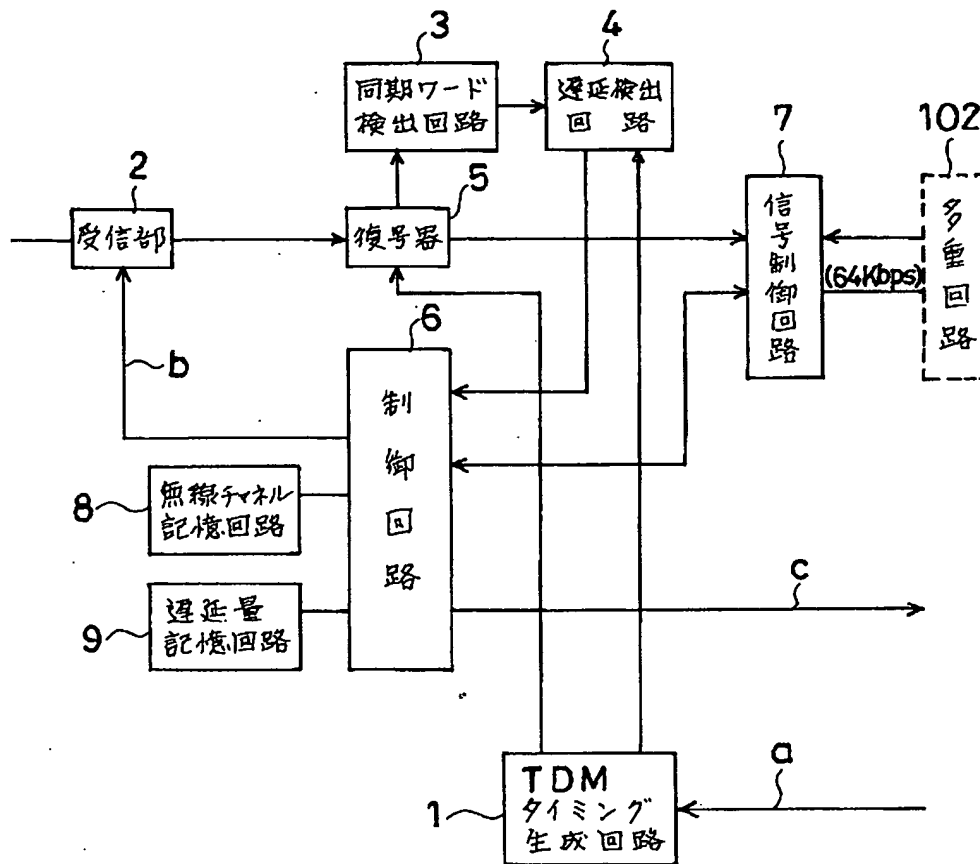 3
同期ワード
検出回路
4
遅延検出
回路
7
信号制御回路
102
多重回路
2
受信部
5
復号器
(64Kbps)
6
制御回路
b
8
無線チャネル
記憶回路
9
遅延量
記憶回路
c
1
TDM
タイミング
生成回路
a